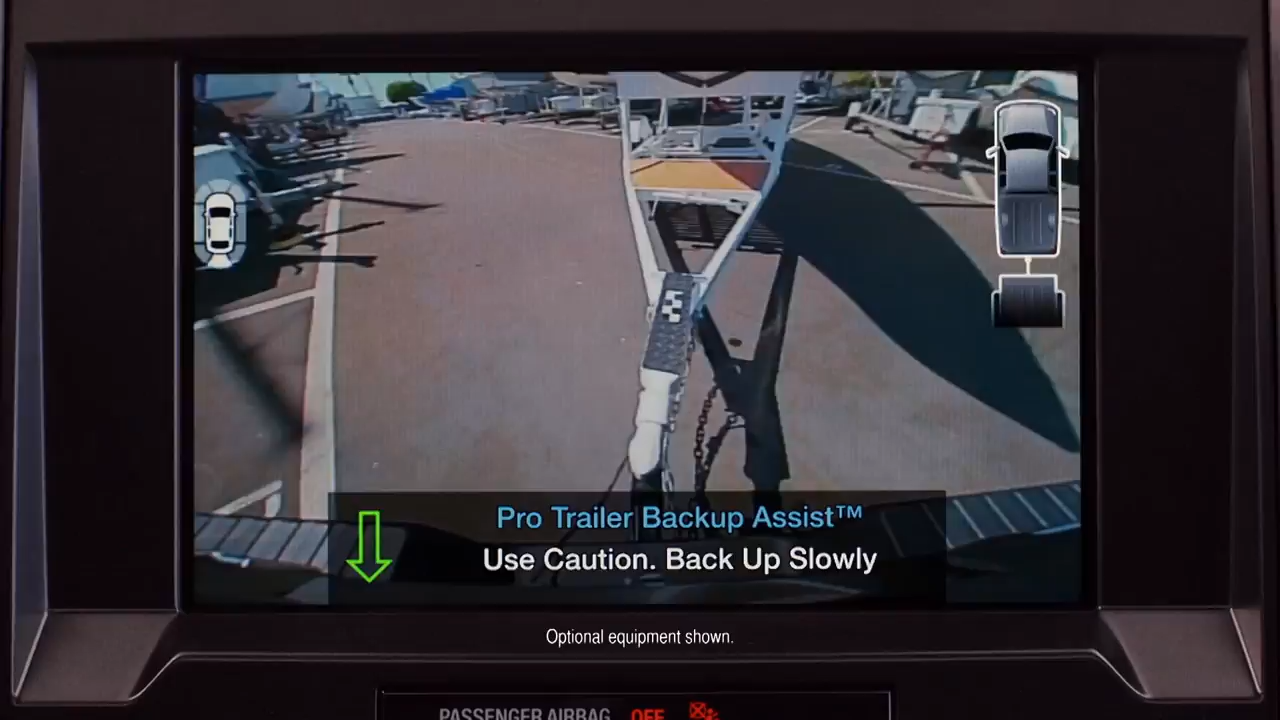 Pro Trailer Backup Assist™
Use Caution. Back Up Slowly
Optional equipment shown.
PASSENGER AIRBAG OFF